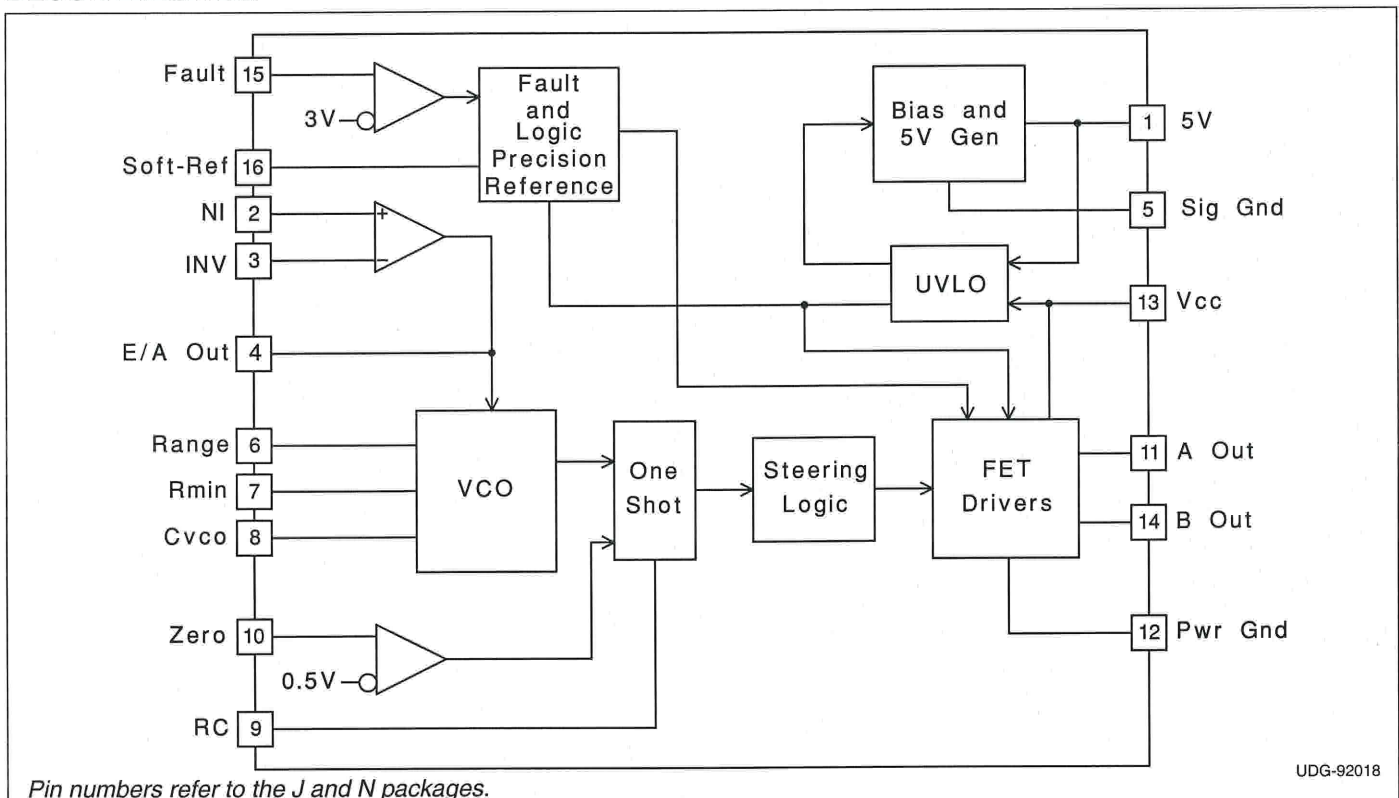 Fault 15
3V
Fault
and
Logic
Precision
Reference
Soft-Ref 16
NI 2
+
INV 3
−
E/A Out 4
Range 6
Rmin 7
Cvco 8
VCO
Zero 10
0.5V
RC 9
One
Shot
Steering
Logic
FET
Drivers
Bias and
5V Gen
UVLO
1 5V
5 Sig Gnd
13 Vcc
11 A Out
14 B Out
12 Pwr Gnd
UDG-92018
Pin numbers refer to the J and N packages.